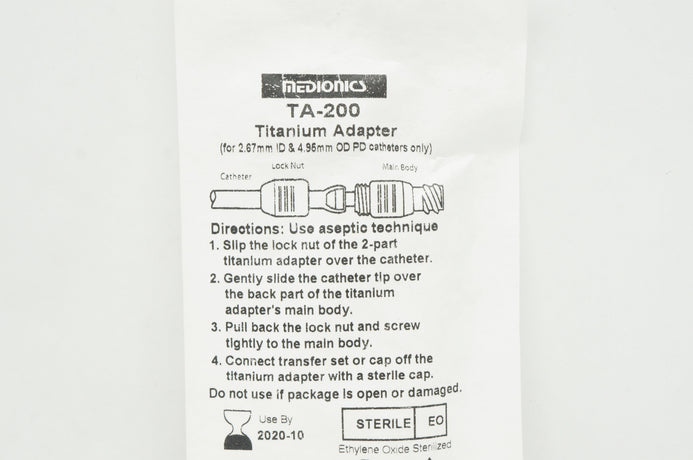 MEDIONICS
TA-200
Titanium Adapter
(for 2.67mm ID & 4.95mm OD PD catheters only)
Lock Nut
Main Body
Catheter
Directions: Use aseptic technique
1. Slip the lock nut of the 2-part
titanium adapter over the catheter.
2. Gently slide the catheter tip over
the back part of the titanium
adapter's main body.
3. Pull back the lock nut and screw
tightly to the main body.
4. Connect transfer set or cap off the
titanium adapter with a sterile cap.
Do not use if package is open or damaged.
Use By
2020-10
STERILE EO
Ethylene Oxide Sterilized